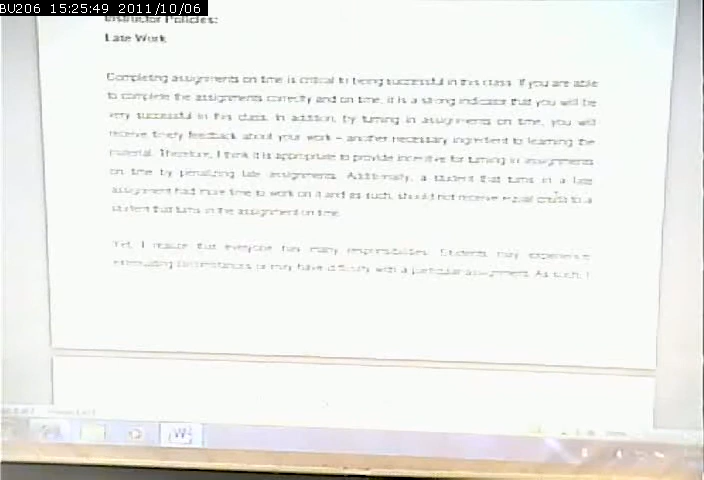 BU206 15:25:49 2011/10/06
Instructor Policies:
Late Work
Completing assignments on time is critical to being successful in this class. If you are able
to complete the assignments correctly and on time, it is a strong indicator that you will be
very successful in this class. In addition, by turning in assignments on time, you will
receive timely feedback about your work – another necessary ingredient to learning the
material. Therefore, I think it is appropriate to provide incentive for turning in assignments
on time by penalizing late assignments. Additionally, a student that turns in a late
assignment had more time to work on it and as such, should not receive equal credit to a
student that turns in the assignment on time.
Yet, I realize that everyone has many responsibilities. Students may experience
extenuating circumstances or may have difficulty with a particular assignment. As such, I